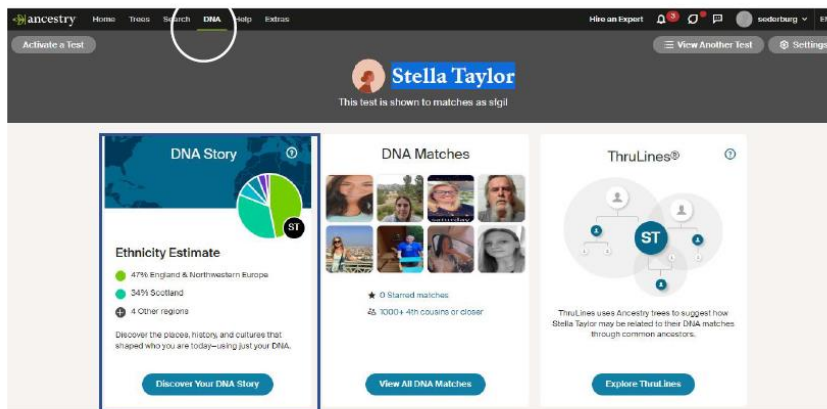 ancestry Home Trees Search DNA Help Extras Hire an Expert 3 sederburg
Activate a Test View Another Test Settings
Stella Taylor
This test is shown to matches as sfgil
DNA Story
ST
Ethnicity Estimate
47% England & Northwestern Europe
34% Scotland
4 Other regions
Discover the places, history, and cultures that
shaped who you are today—using just your DNA.
Discover Your DNA Story
DNA Matches
saturday
0 Starred matches
1000+ 4th cousins or closer
View All DNA Matches
ThruLines®
ST
ThruLines uses Ancestry trees to suggest how
Stella Taylor may be related to their DNA matches
through common ancestors.
Explore ThruLines